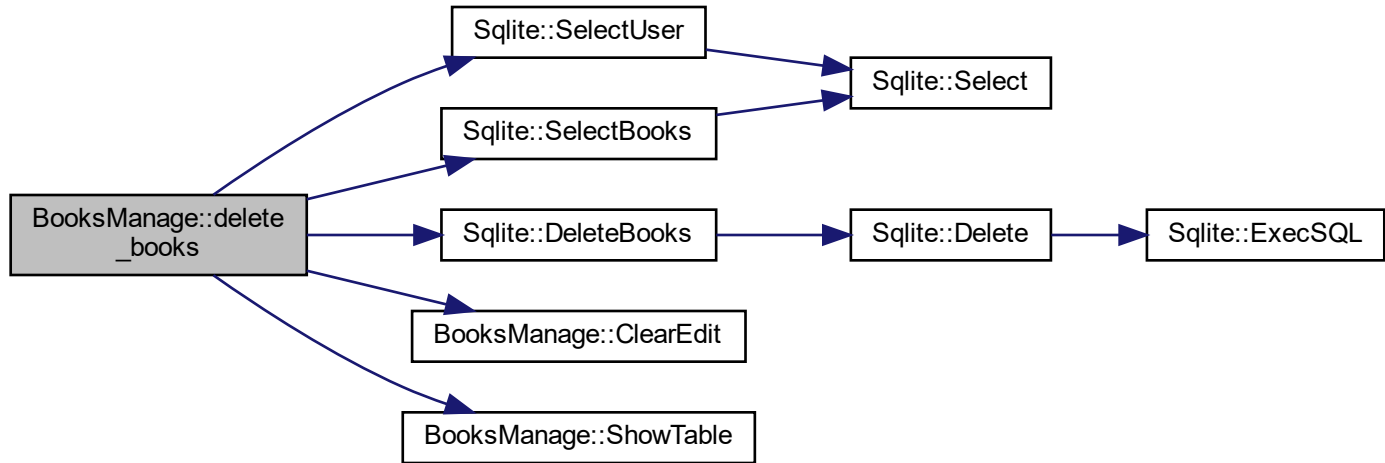 BooksManage::delete
_books
Sqlite::SelectUser
Sqlite::SelectBooks
Sqlite::Select
Sqlite::DeleteBooks
Sqlite::Delete
Sqlite::ExecSQL
BooksManage::ClearEdit
BooksManage::ShowTable